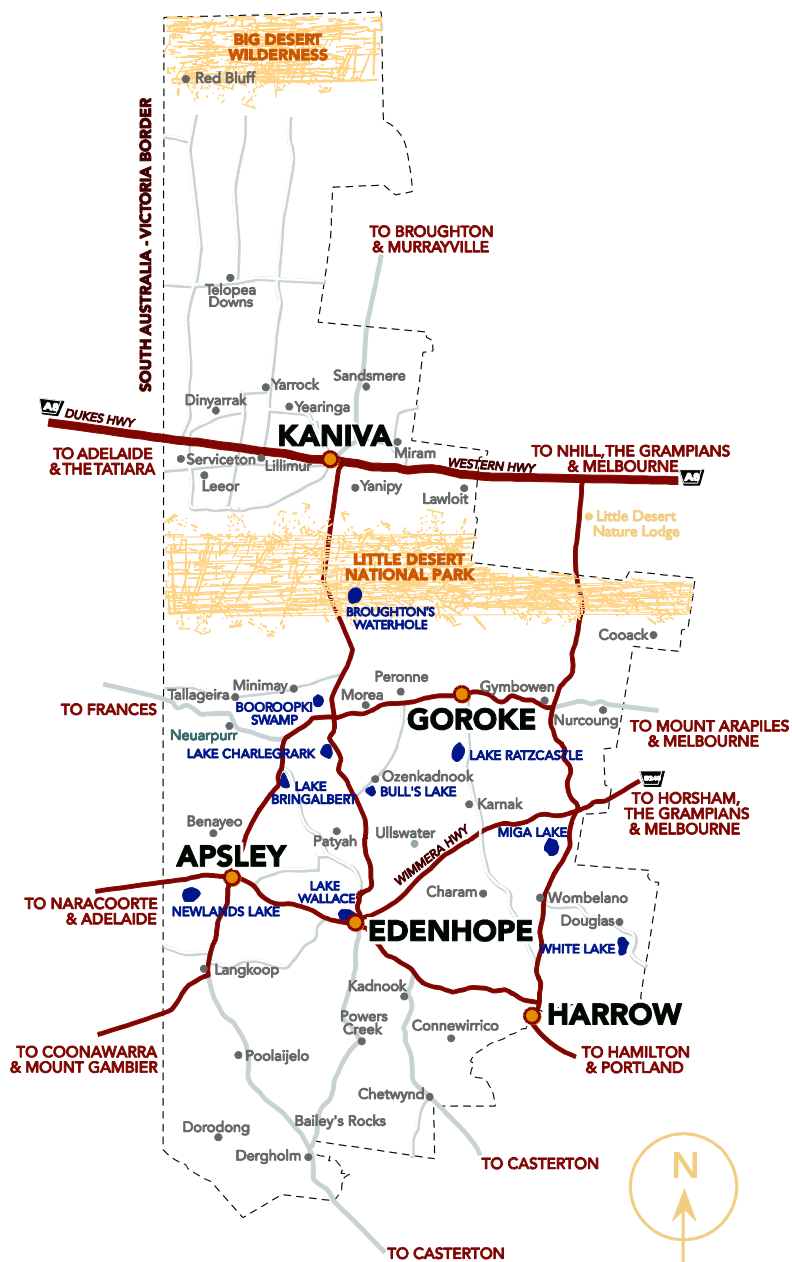 BIG DESERT
WILDERNESS
Red Bluff
SOUTH AUSTRALIA - VICTORIA BORDER
TO BROUGHTON
& MURRAYVILLE
Telopea
Downs
Sandsmere
Yarrock
Dinyarrak
Yearinga
A8
DUKES HWY
KANIVA
Miram
TO ADELAIDE
& THE TATIARA
Serviceton
Lillimur
WESTERN HWY
TO NHILL, THE GRAMPIANS
& MELBOURNE
A8
Leeor
Yanipy
Lawloit
Little Desert
Nature Lodge
LITTLE DESERT
NATIONAL PARK
BROUGHTON'S
WATERHOLE
Cooack
Peronne
Minimay
Gymbowen
Tallageira
Morea
BOOROOPKI
SWAMP
TO FRANCES
GOROKE
Nurcoung
TO MOUNT ARAPILES
& MELBOURNE
Neuarpurr
LAKE CHARLEGRARK
LAKE RATZCASTLE
Ozenkadnook
LAKE
BRINGALBERT
BULL'S LAKE
Karnak
TO HORSHAM,
THE GRAMPIANS
& MELBOURNE
Benayeo
Patyah
Ullswater
MIGA LAKE
WIMMERA HWY
APSLEY
LAKE
WALLACE
Charam
Wombelano
TO NARACOORTE
& ADELAIDE
NEWLANDS LAKE
Douglas
EDENHOPE
WHITE LAKE
Langkoop
Kadnook
HARROW
Powers
Creek
Connewirrico
TO COONAWARRA
& MOUNT GAMBIER
Poolaijelo
TO HAMILTON
& PORTLAND
Chetwynd
Bailey's Rocks
Dorodong
Dergholm
TO CASTERTON
N
TO CASTERTON